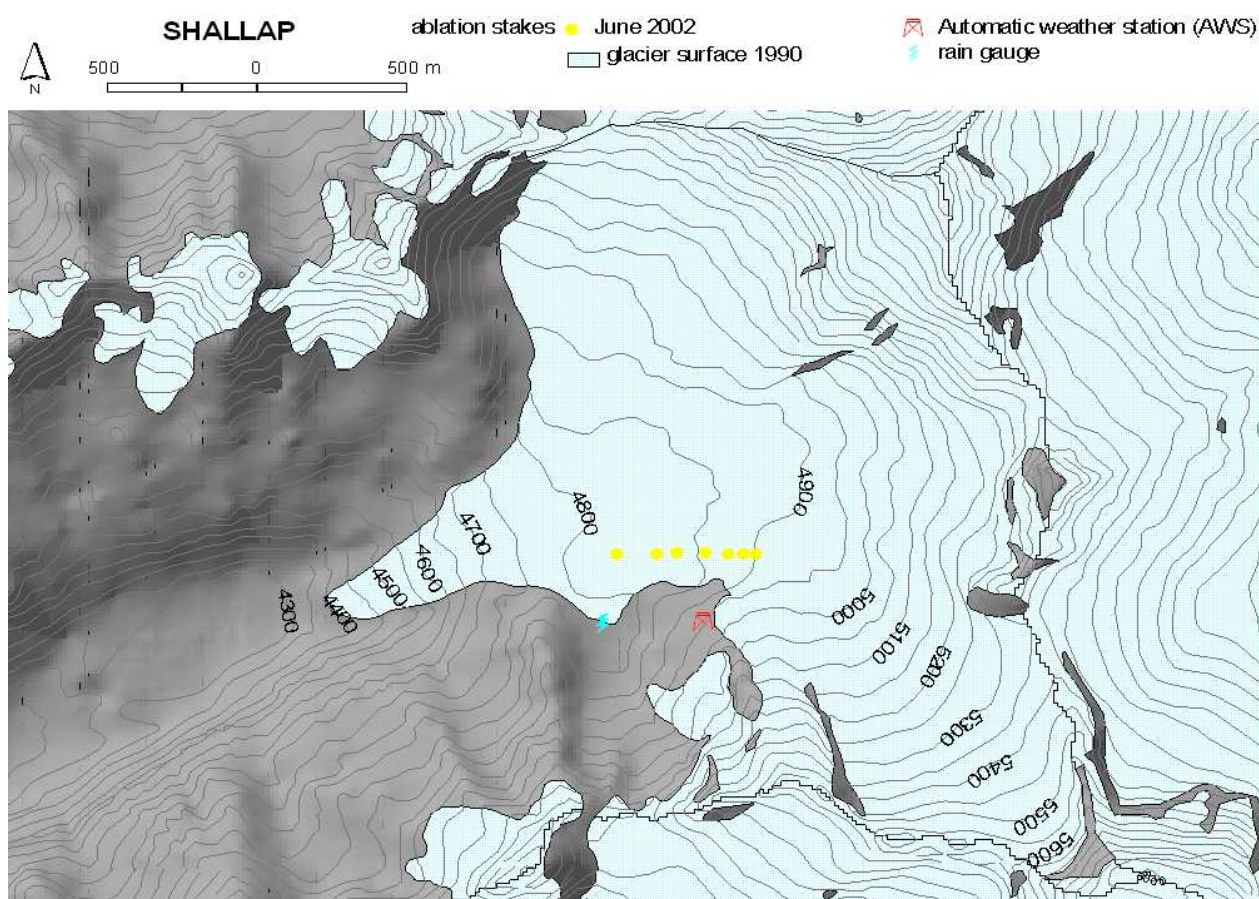 SHALLAP
ablation stakes June 2002
glacier surface 1990
Automatic weather station (AWS)
rain gauge
N
500 0 500 m
4900
4800
4700
4600
4500
4400
4300
5000
5100
5200
5300
5400
5500
5600